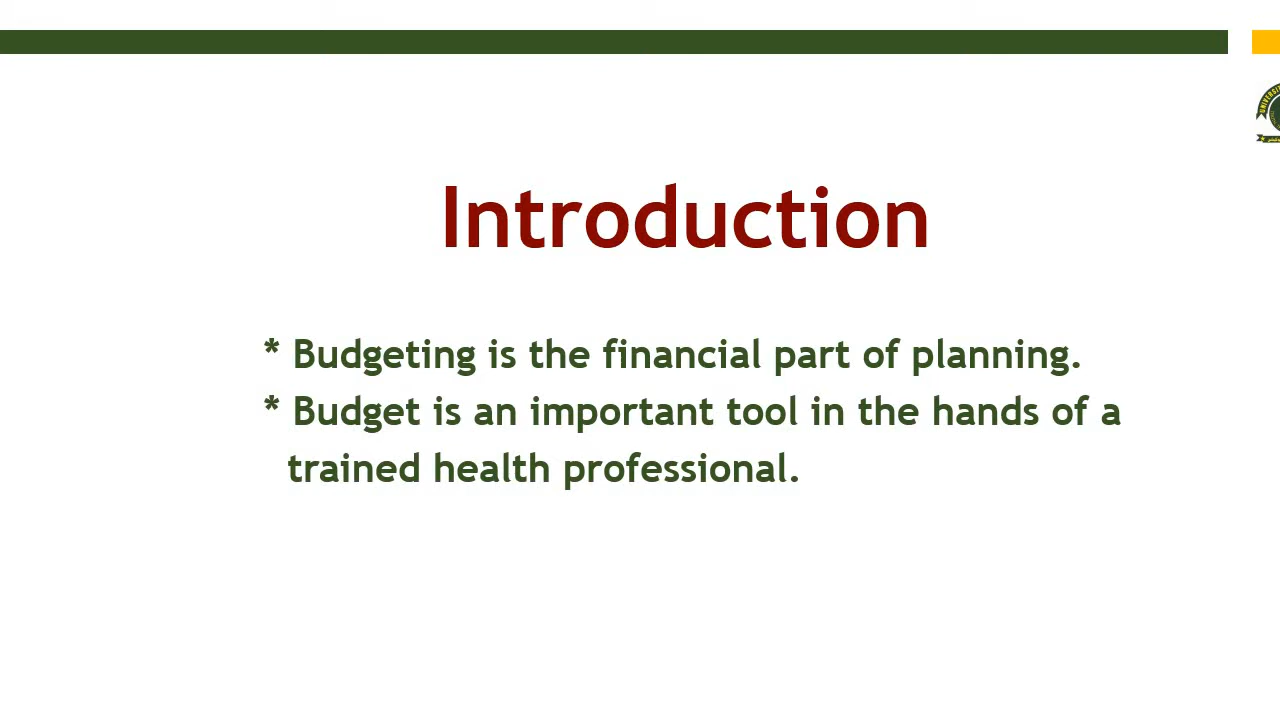 UNIVERSI
Introduction
* Budgeting is the financial part of planning.
* Budget is an important tool in the hands of a
trained health professional.